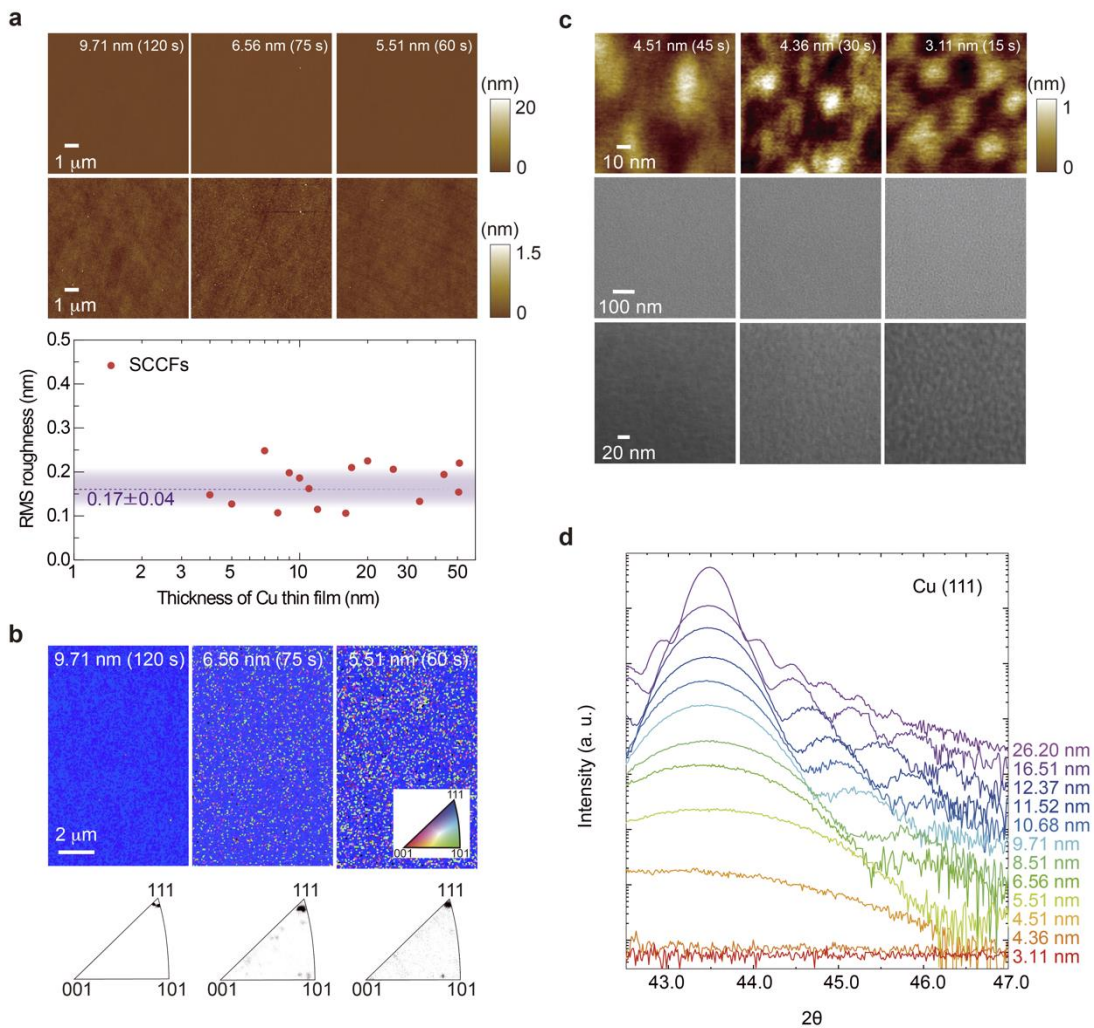 a
9.71 nm (120 s) 6.56 nm (75 s) 5.51 nm (60 s)
(nm)
20
0
1 μm
(nm)
1.5
0
1 μm
RMS roughness (nm)
0.5
0.4
0.3
0.2
0.1
0.0
SCCFs
0.17±0.04
1 2 3 5 10 20 30 50
Thickness of Cu thin film (nm)
b
9.71 nm (120 s) 6.56 nm (75 s) 5.51 nm (60 s)
2 μm
111
001 101
111 111 111
001 101 001 101 001 101
c
4.51 nm (45 s) 4.36 nm (30 s) 3.11 nm (15 s)
(nm)
1
0
10 nm
100 nm
20 nm
d
Cu (111)
Intensity (a. u.)
26.20 nm
16.51 nm
12.37 nm
11.52 nm
10.68 nm
9.71 nm
8.51 nm
6.56 nm
5.51 nm
4.51 nm
4.36 nm
3.11 nm
43.0 44.0 45.0 46.0 47.0
2θ